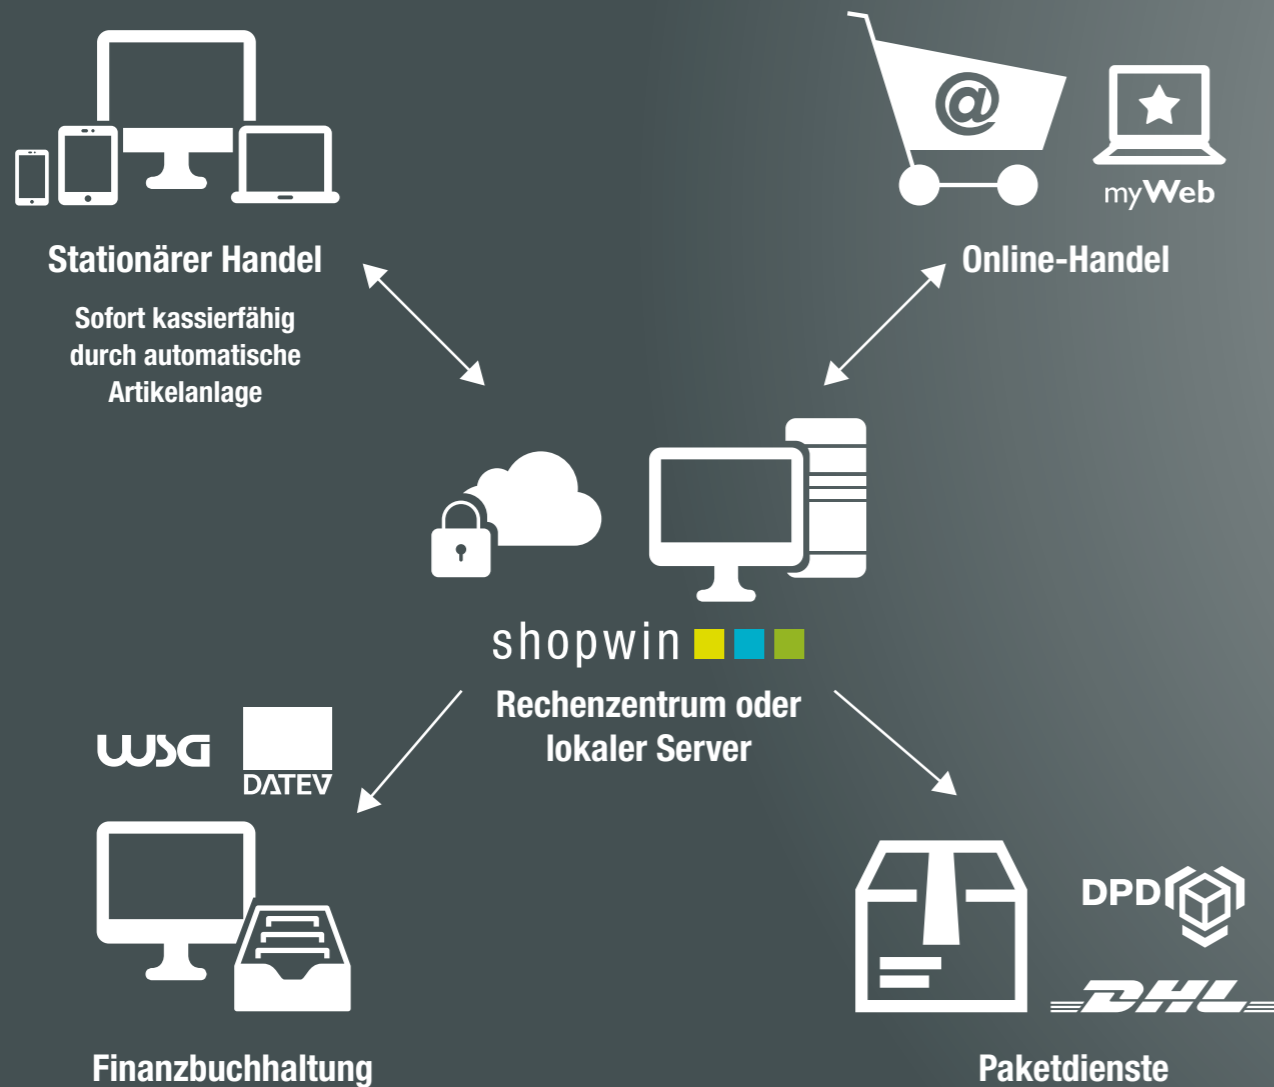 @
myWeb
Stationärer Handel
Online-Handel
Sofort kassierfähig
durch automatische
Artikelanlage
shopwin
Rechenzentrum oder
lokaler Server
WSG
DATEV
DPD
DHL
Finanzbuchhaltung
Paketdienste